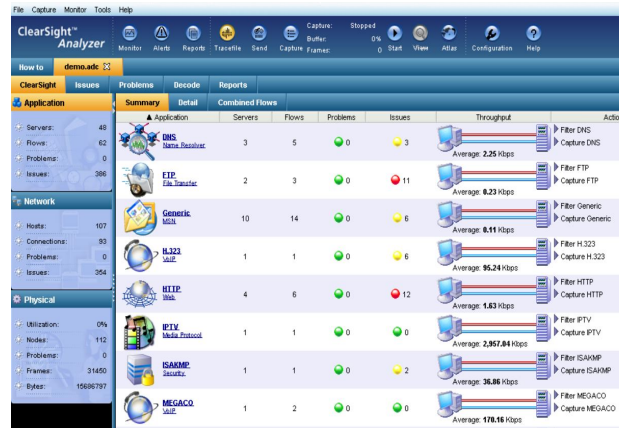 File Capture Monitor Tools Help
ClearSight™ Analyzer
Monitor Alerts Reports Tracefile Send Capture
Capture: Stopped
Buffer: 0%
Frames: 0
Start View Atlas Configuration Help
How to demo.adc
ClearSight Issues Problems Decode Reports
Application
Servers: 48
Flows: 62
Problems: 0
Issues: 386
Network
Hosts: 107
Connections: 93
Problems: 0
Issues: 354
Physical
Utilization: 0%
Nodes: 112
Problems: 0
Frames: 31450
Bytes: 15686797
Summary Detail Combined Flows
▲ Application Servers Flows Problems Issues Throughput Actio
DNS
Name Resolver
3 5 0 3
Average: 2.25 Kbps
Filter DNS
Capture DNS
FTP
File Transfer
2 3 0 11
Average: 0.23 Kbps
Filter FTP
Capture FTP
Generic
MSN
10 14 0 6
Average: 0.11 Kbps
Filter Generic
Capture Generic
H.323
VoIP
1 1 0 6
Average: 95.24 Kbps
Filter H.323
Capture H.323
HTTP
Web
4 6 0 12
Average: 1.63 Kbps
Filter HTTP
Capture HTTP
IPTV
Media Protocol
1 1 0 0
Average: 2,957.04 Kbps
Filter IPTV
Capture IPTV
ISAKMP
Security
1 1 0 2
Average: 36.86 Kbps
Filter ISAKMP
Capture ISAKMP
MEGACO
VoIP
1 2 0 0
Average: 170.16 Kbps
Filter MEGACO
Capture MEGACO